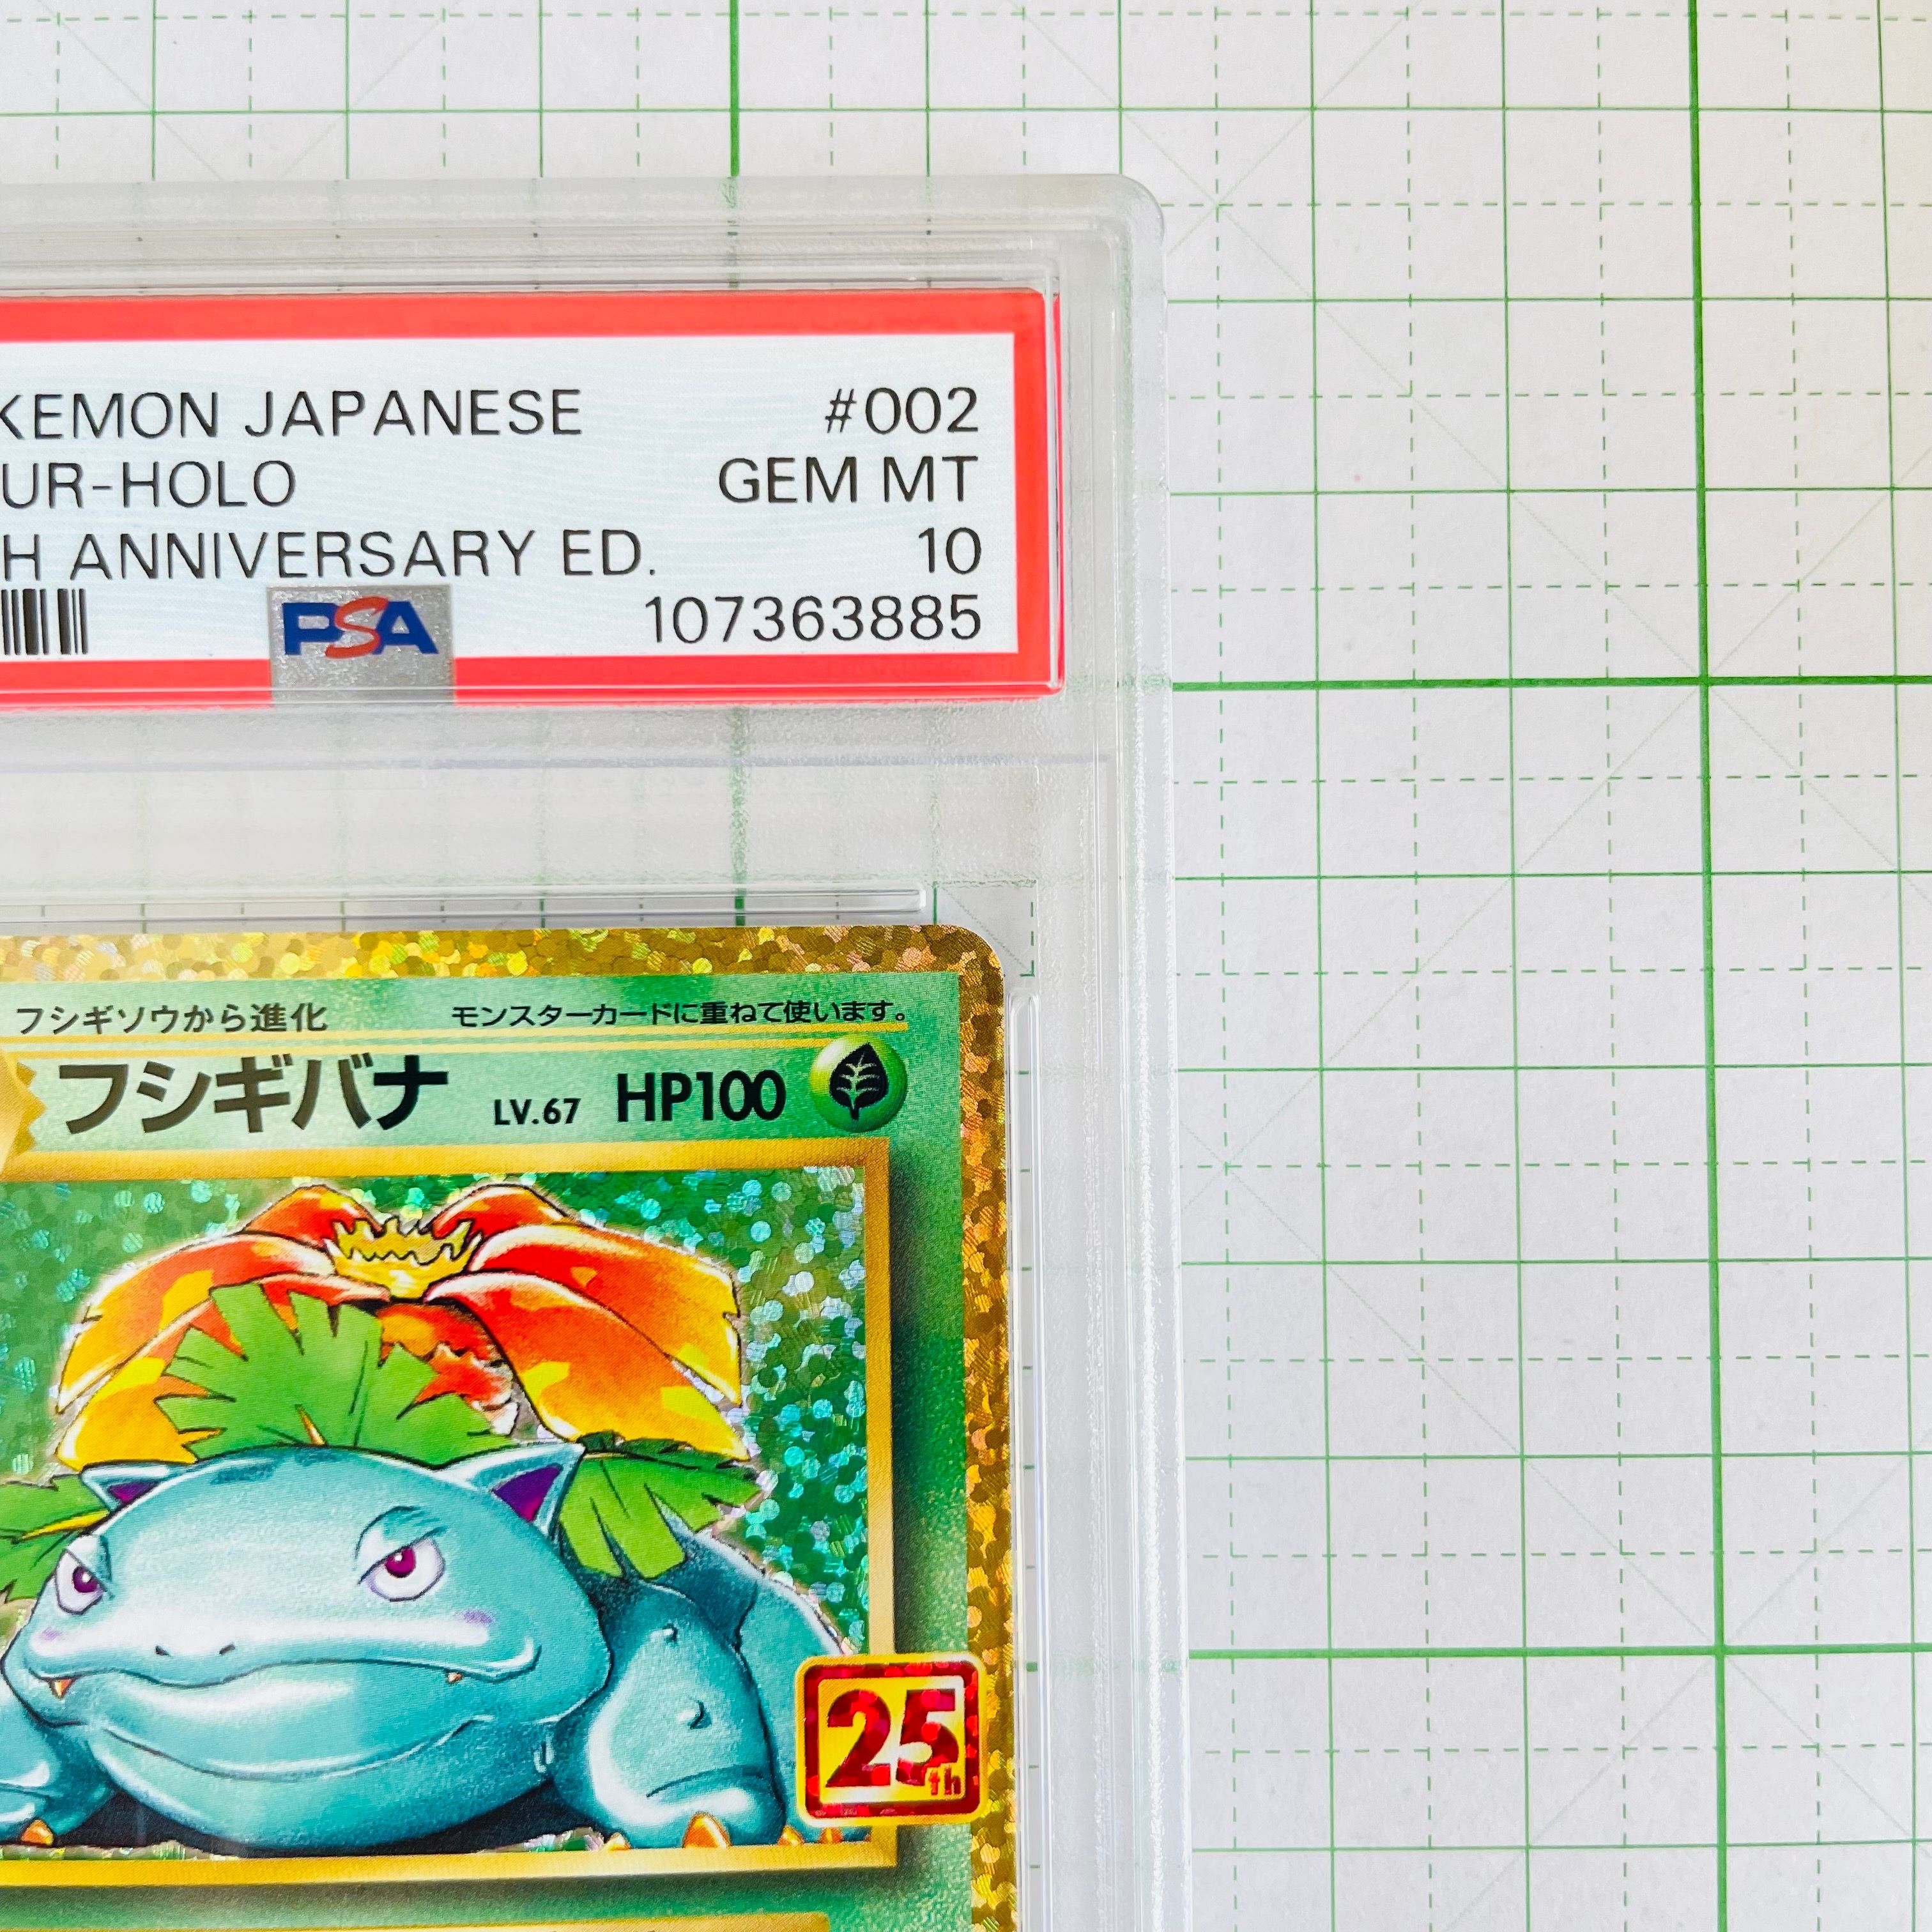 KEMON JAPANESE #002
UR-HOLO GEM MT
H ANNIVERSARY ED. 10
PSA 107363885
フシギソウから進化 モンスターカードに重ねて使います。
フシギバナ LV.67 HP100
25th